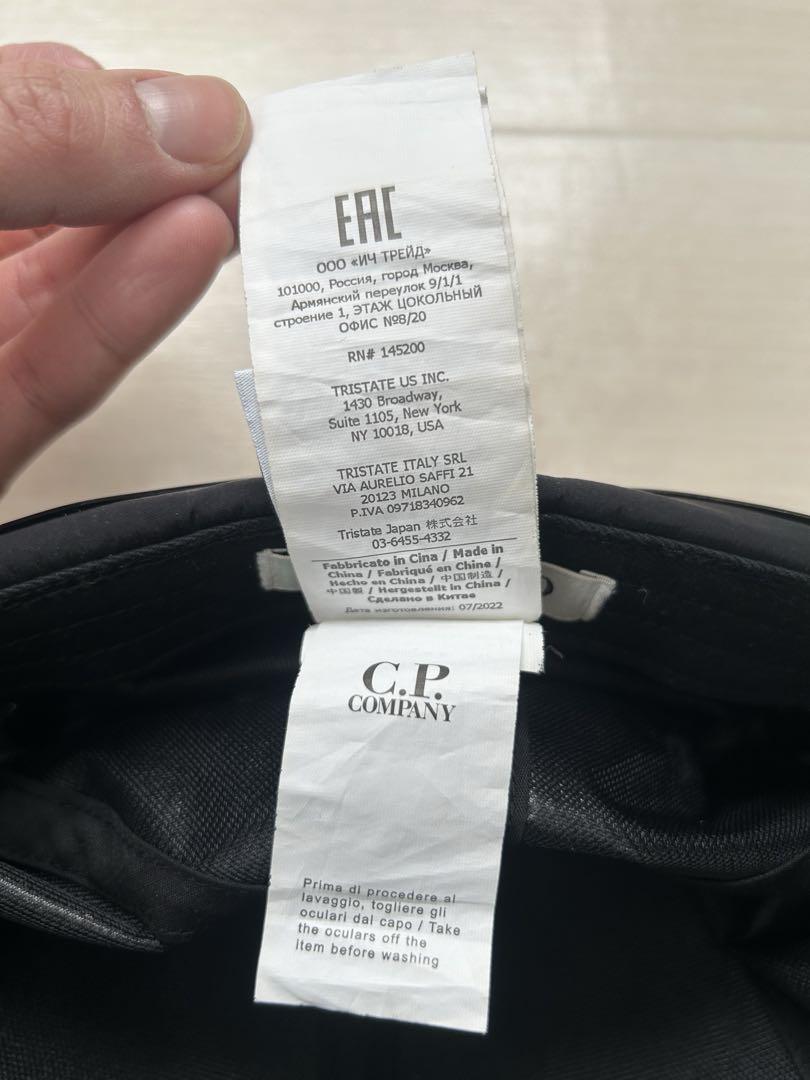 EAC
ООО «ИЧ ТРЕЙД»
101000, Россия, город Москва,
Армянский переулок 9/1/1
строение 1, ЭТАЖ ЦОКОЛЬНЫЙ
ОФИС №8/20
RN# 145200
TRISTATE US INC.
1430 Broadway,
Suite 1105, New York
NY 10018, USA
TRISTATE ITALY SRL
VIA AURELIO SAFFI 21
20123 MILANO
P.IVA 09718340962
Tristate Japan 株式会社
03-6455-4332
Fabbricato in Cina / Made in
China / Fabriqué en Chine /
Hecho en China / 中国制造 /
中国製 / Hergestellt in China /
Сделано в Китае
Дата изготовления: 07/2022
C.P.
COMPANY
Prima di procedere al
lavaggio, togliere gli
oculari dal capo / Take
the oculars off the
item before washing